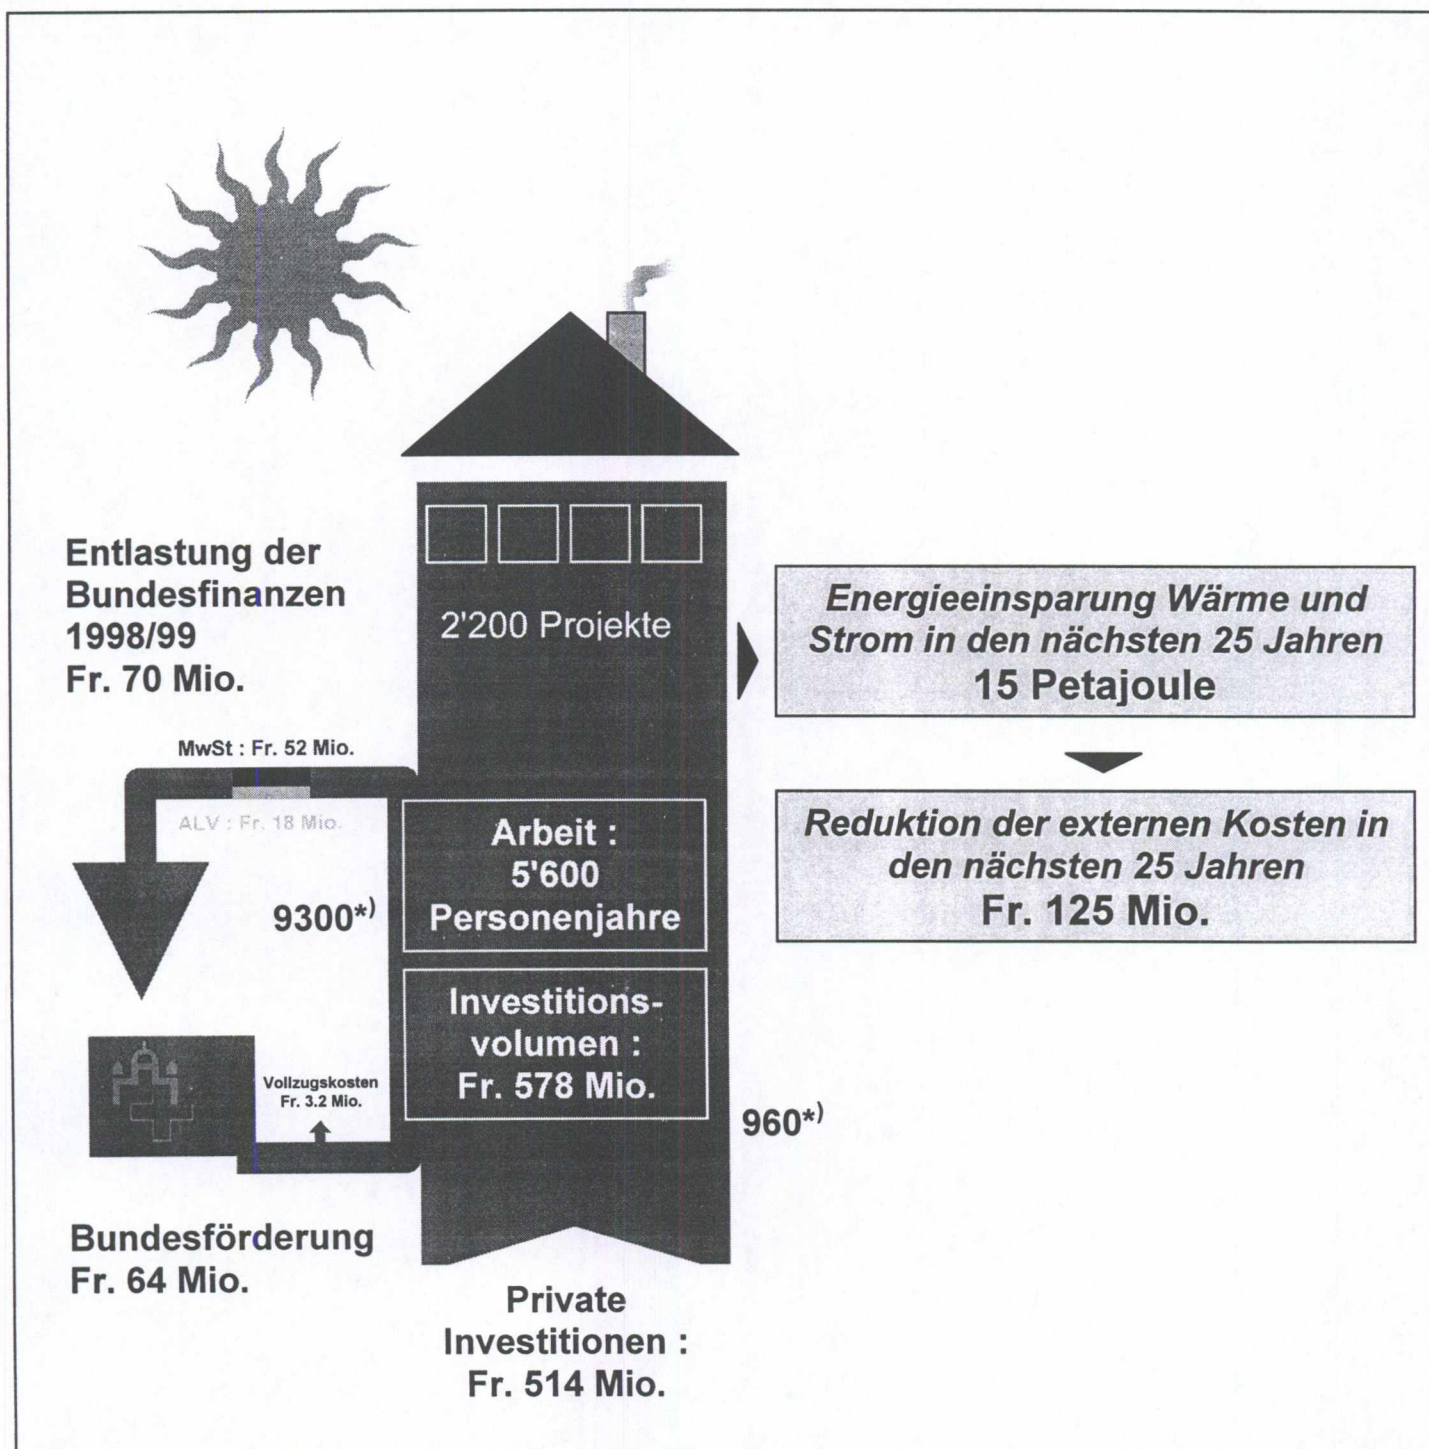 Entlastung der
Bundesfinanzen
1998/99
Fr. 70 Mio.
MwSt : Fr. 52 Mio.
ALV : Fr. 18 Mio.
9300*)
Vollzugskosten
Fr. 3.2 Mio.
Bundesförderung
Fr. 64 Mio.
2'200 Projekte
Arbeit :
5'600
Personenjahre
Investitions-
volumen :
Fr. 578 Mio.
960*)
Private
Investitionen :
Fr. 514 Mio.
Energieeinsparung Wärme und
Strom in den nächsten 25 Jahren
15 Petajoule
Reduktion der externen Kosten in
den nächsten 25 Jahren
Fr. 125 Mio.